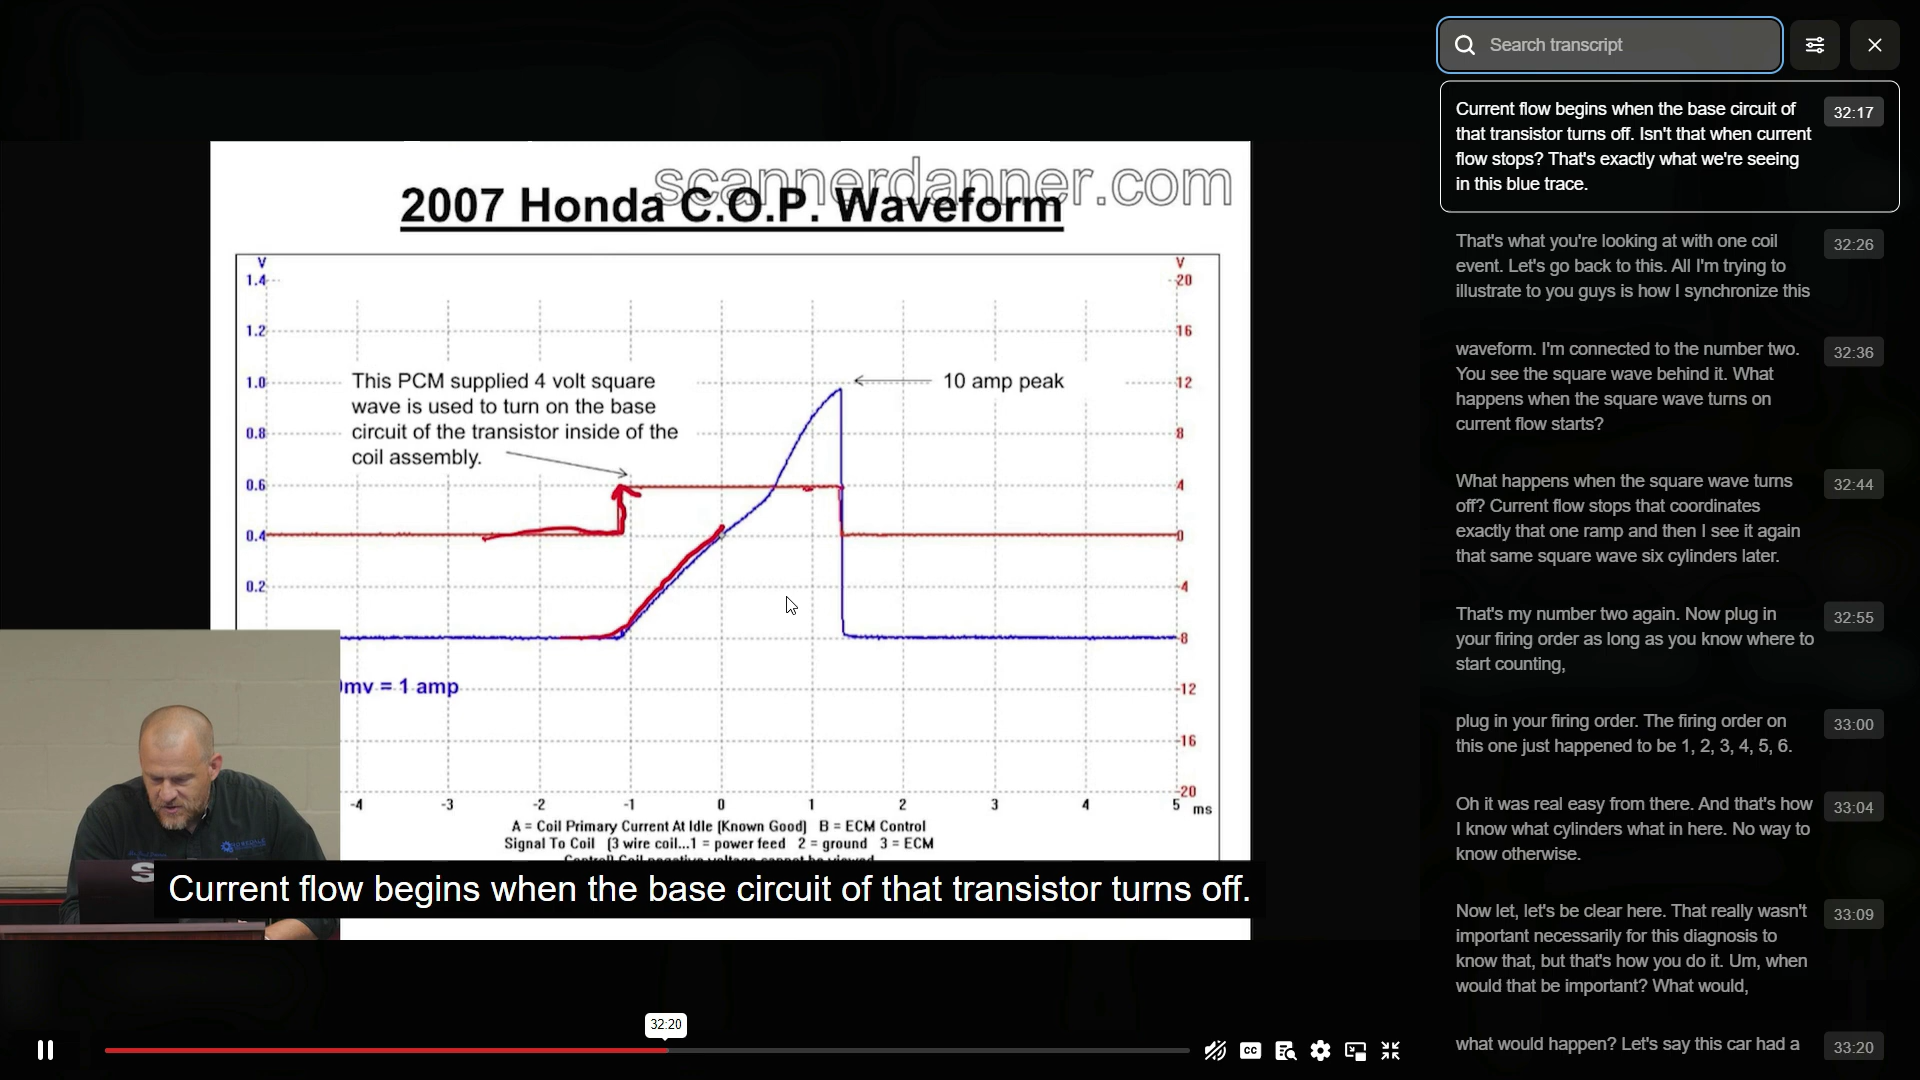 Search transcript
Current flow begins when the base circuit of
that transistor turns off. Isn't that when current
flow stops? That's exactly what we're seeing
in this blue trace.
32:17
That's what you're looking at with one coil
event. Let's go back to this. All I'm trying to
illustrate to you guys is how I synchronize this
32:26
waveform. I'm connected to the number two.
You see the square wave behind it. What
happens when the square wave turns on
current flow starts?
32:36
What happens when the square wave turns
off? Current flow stops that coordinates
exactly that one ramp and then I see it again
that same square wave six cylinders later.
32:44
That's my number two again. Now plug in
your firing order as long as you know where to
start counting,
32:55
plug in your firing order. The firing order on
this one just happened to be 1, 2, 3, 4, 5, 6.
33:00
Oh it was real easy from there. And that's how
I know what cylinders what in here. No way to
know otherwise.
33:04
Now let, let's be clear here. That really wasn't
important necessarily for this diagnosis to
know that, but that's how you do it. Um, when
would that be important? What would,
33:09
what would happen? Let's say this car had a
33:20
scannerdanner.com
2007 Honda C.O.P. Waveform
V
1.4
1.2
1.0
0.8
0.6
0.4
0.2
V
20
16
12
8
4
0
-4
-8
-12
-16
-20
This PCM supplied 4 volt square
wave is used to turn on the base
circuit of the transistor inside of the
coil assembly.
10 amp peak
mv = 1 amp
-4 -3 -2 -1 0 1 2 3 4 5 ms
A = Coil Primary Current At Idle [Known Good] B = ECM Control
Signal To Coil [3 wire coil...1 = power feed 2 = ground 3 = ECM
Current flow begins when the base circuit of that transistor turns off.
32:20
CC